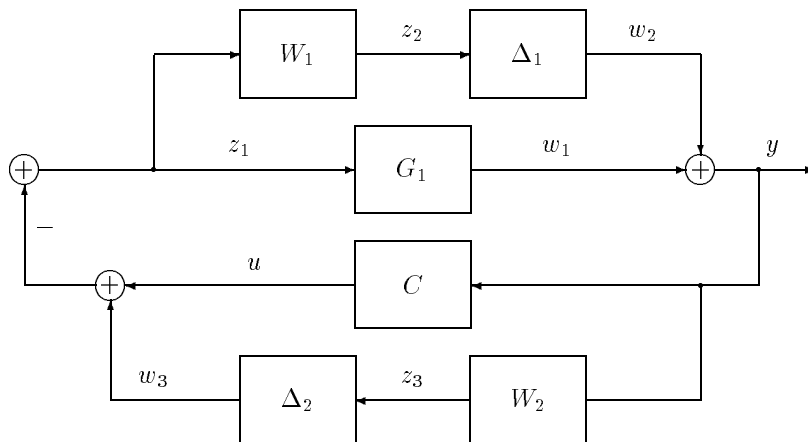 W₁ z₂ Δ₁ w₂
+ z₁ G₁ w₁ + y
−
+ u C
w₃ Δ₂ z₃ W₂